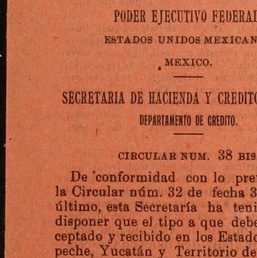 PODER EJECUTIVO FEDERAL
ESTADOS UNIDOS MEXICAN
MEXICO.
SECRETARIA DE HACIENDA Y CREDITO
DEPARTAMENTO DE CREDITO.
CIRCULAR NUM. 38 BIS
De conformidad con lo pre
la Circular núm. 32 de fecha 3
último, esta Secretaría ha teni
disponer que el tipo a que debe
ceptado y recibido en los Estado
peche, Yucatán y Territorio de